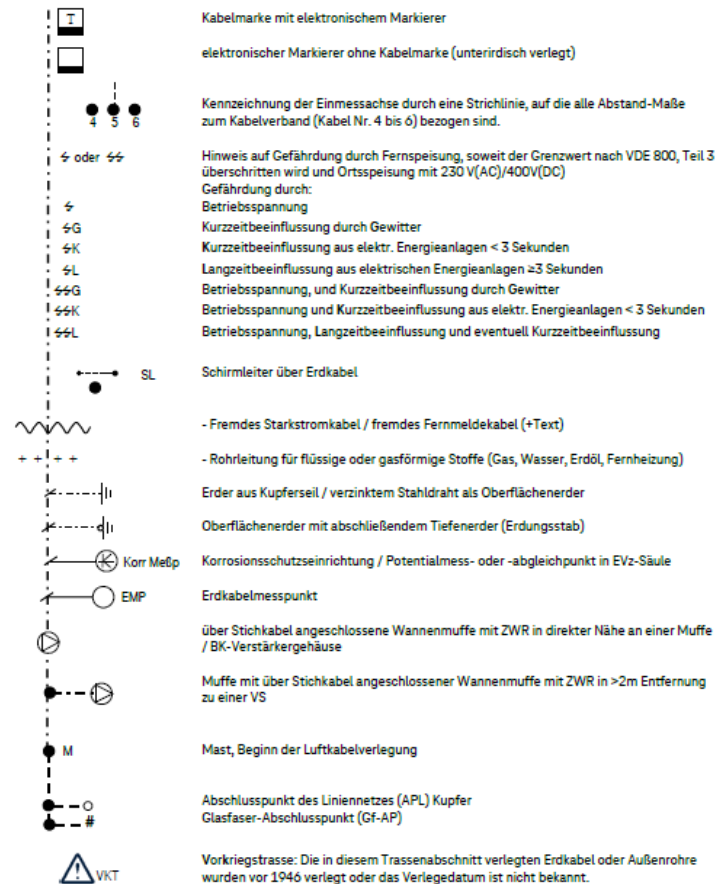 T Kabelmarke mit elektronischem Markierer
elektronischer Markierer ohne Kabelmarke (unterirdisch verlegt)
Kennzeichnung der Einmessachse durch eine Strichlinie, auf die alle Abstand-Maße
4 5 6 zum Kabelverband (Kabel Nr. 4 bis 6) bezogen sind.
ϟ oder ϟϟ Hinweis auf Gefährdung durch Fernspeisung, soweit der Grenzwert nach VDE 800, Teil 3
überschritten wird und Ortsspeisung mit 230 V(AC)/400V(DC)
Gefährdung durch:
ϟ Betriebsspannung
ϟG Kurzzeitbeeinflussung durch Gewitter
ϟK Kurzzeitbeeinflussung aus elektr. Energieanlagen < 3 Sekunden
ϟL Langzeitbeeinflussung aus elektrischen Energieanlagen ≥3 Sekunden
ϟϟG Betriebsspannung, und Kurzzeitbeeinflussung durch Gewitter
ϟϟK Betriebsspannung und Kurzzeitbeeinflussung aus elektr. Energieanlagen < 3 Sekunden
ϟϟL Betriebsspannung, Langzeitbeeinflussung und eventuell Kurzzeitbeeinflussung
SL Schirmleiter über Erdkabel
- Fremdes Starkstromkabel / fremdes Fernmeldekabel (+Text)
+ + + + - Rohrleitung für flüssige oder gasförmige Stoffe (Gas, Wasser, Erdöl, Fernheizung)
Erder aus Kupferseil / verzinktem Stahldraht als Oberflächenerder
Oberflächenerder mit abschließendem Tiefenerder (Erdungsstab)
Korr Meßp Korrosionsschutzeinrichtung / Potentialmess- oder -abgleichpunkt in EVz-Säule
EMP Erdkabelmesspunkt
über Stichkabel angeschlossene Wannenmuffe mit ZWR in direkter Nähe an einer Muffe
/ BK-Verstärkergehäuse
Muffe mit über Stichkabel angeschlossener Wannenmuffe mit ZWR in >2m Entfernung
zu einer VS
M Mast, Beginn der Luftkabelverlegung
Abschlusspunkt des Liniennetzes (APL) Kupfer
# Glasfaser-Abschlusspunkt (Gf-AP)
VKT Vorkriegstrasse: Die in diesem Trassenabschnitt verlegten Erdkabel oder Außenrohre
wurden vor 1946 verlegt oder das Verlegedatum ist nicht bekannt.